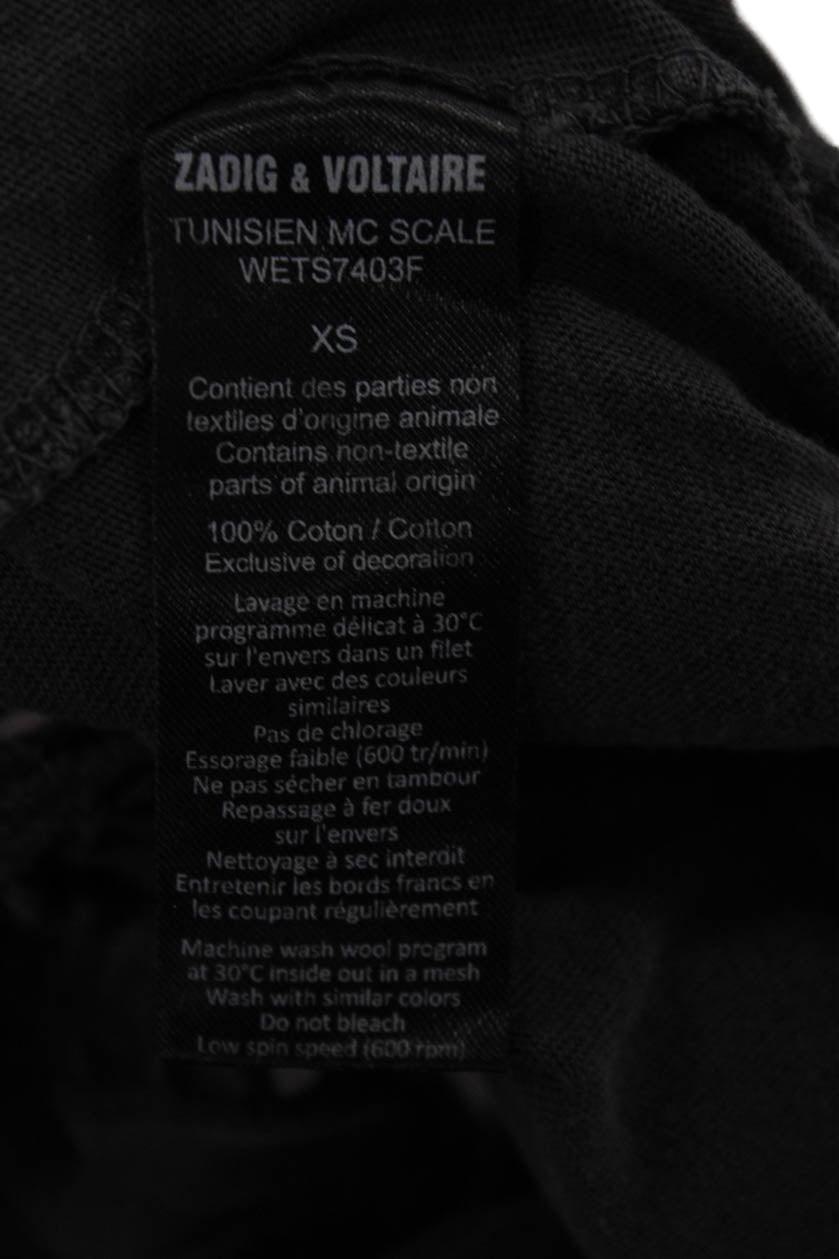 ZADIG & VOLTAIRE
TUNISIEN MC SCALE
WETS7403F
XS
Contient des parties non
textiles d'origine animale
Contains non-textile
parts of animal origin
100% Coton / Cotton
Exclusive of decoration
Lavage en machine
programme délicat à 30°C
sur l'envers dans un filet
Laver avec des couleurs
similaires
Pas de chlorage
Essorage faible (600 tr/min)
Ne pas sécher en tambour
Repassage à fer doux
sur l'envers
Nettoyage à sec interdit
Entretenir les bords francs en
les coupant régulièrement
Machine wash wool program
at 30°C inside out in a mesh
Wash with similar colors
Do not bleach
Low spin speed (600 rpm)